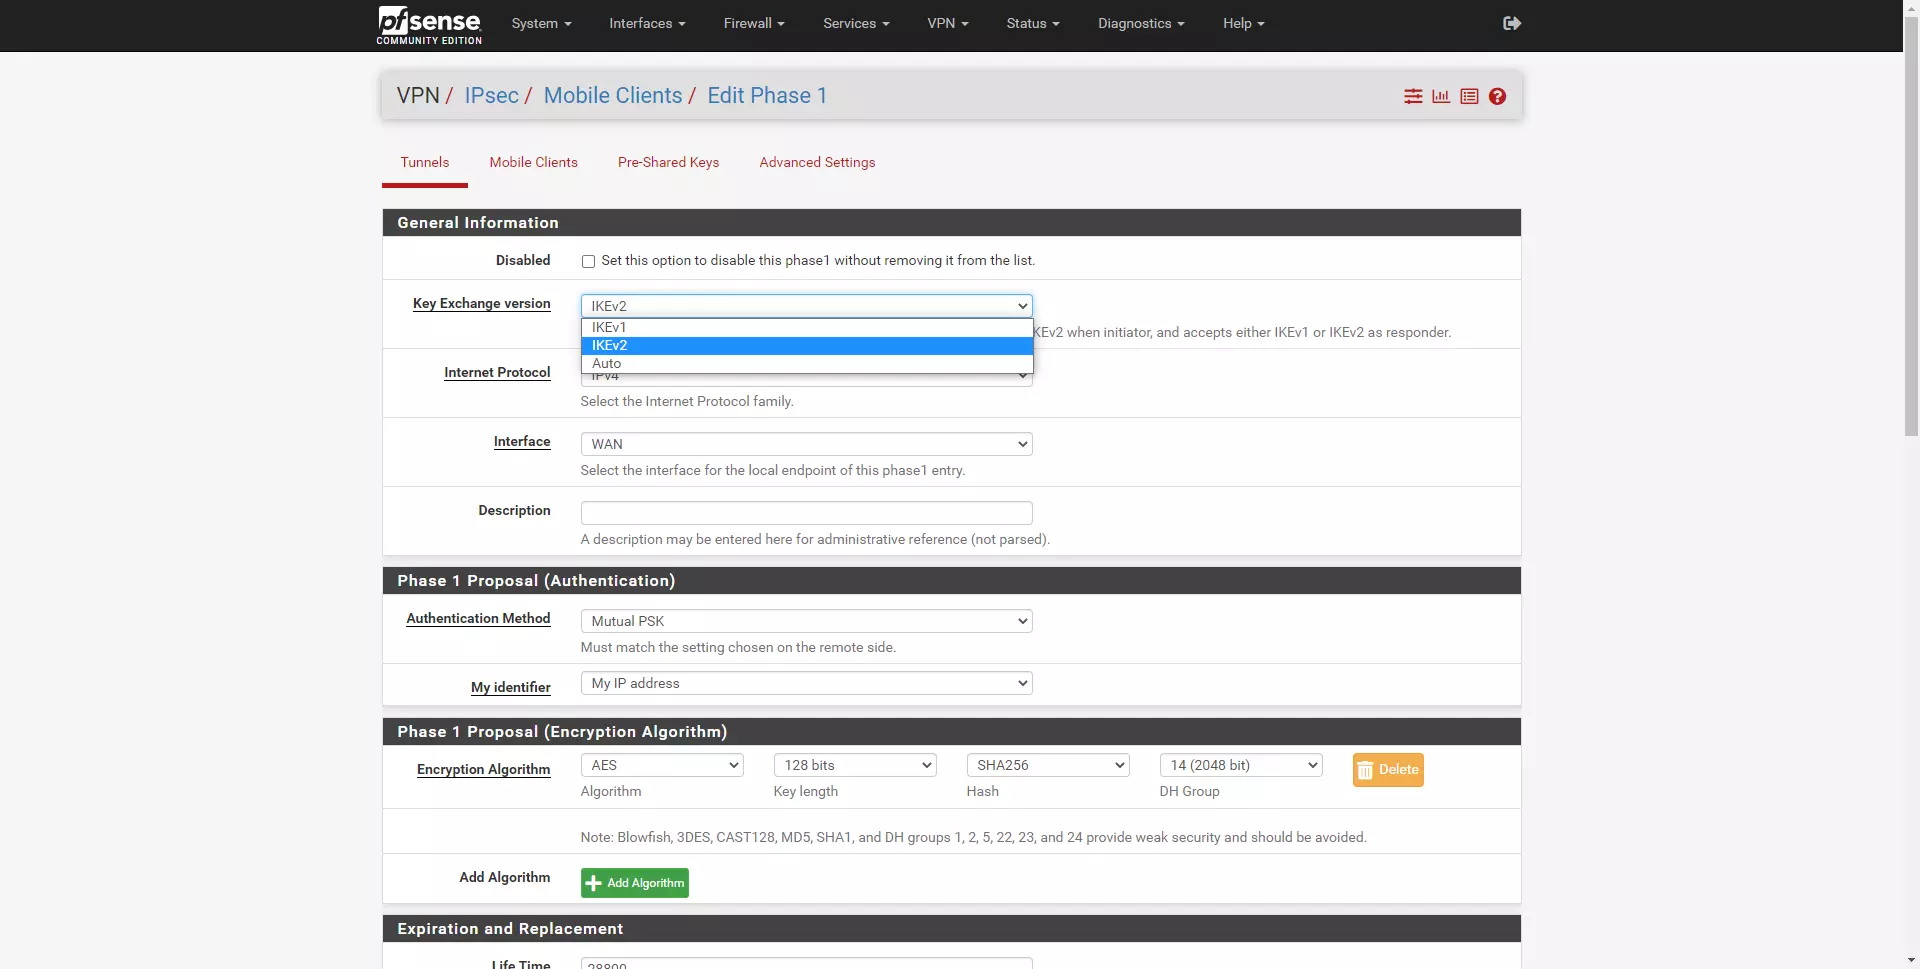 pfsense
COMMUNITY EDITION
System
Interfaces
Firewall
Services
VPN
Status
Diagnostics
Help
VPN / IPsec / Mobile Clients / Edit Phase 1
Tunnels
Mobile Clients
Pre-Shared Keys
Advanced Settings
General Information
Disabled
Set this option to disable this phase1 without removing it from the list.
Key Exchange version
IKEv2
IKEv1
IKEv2
Auto
KEv2 when initiator, and accepts either IKEv1 or IKEv2 as responder.
Internet Protocol
IPv4
Select the Internet Protocol family.
Interface
WAN
Select the interface for the local endpoint of this phase1 entry.
Description
A description may be entered here for administrative reference (not parsed).
Phase 1 Proposal (Authentication)
Authentication Method
Mutual PSK
Must match the setting chosen on the remote side.
My identifier
My IP address
Phase 1 Proposal (Encryption Algorithm)
Encryption Algorithm
AES
128 bits
SHA256
14 (2048 bit)
Delete
Algorithm
Key length
Hash
DH Group
Note: Blowfish, 3DES, CAST128, MD5, SHA1, and DH groups 1, 2, 5, 22, 23, and 24 provide weak security and should be avoided.
Add Algorithm
Add Algorithm
Expiration and Replacement
Life Time
28800